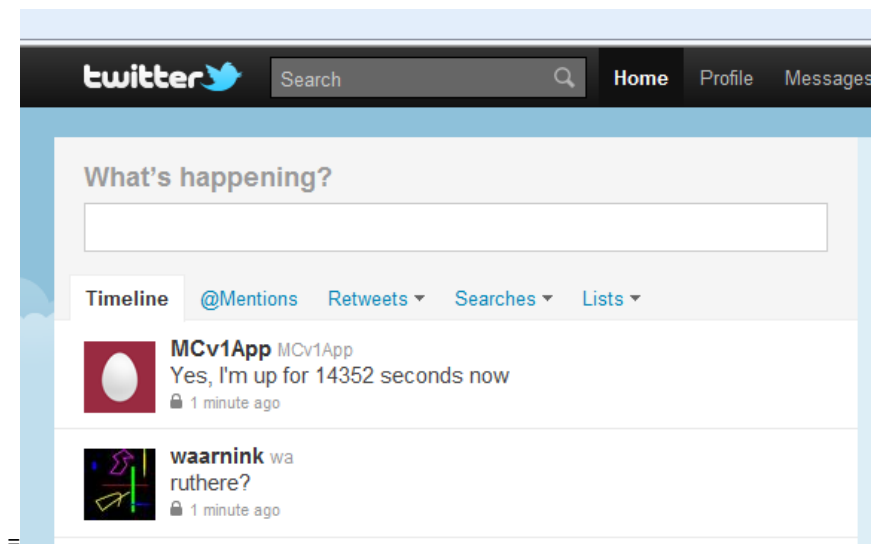 twitter Search Home Profile Messages
What's happening?
Timeline @Mentions Retweets Searches Lists
MCv1App MCv1App
Yes, I'm up for 14352 seconds now
1 minute ago
waarnink wa
ruthere?
1 minute ago
=